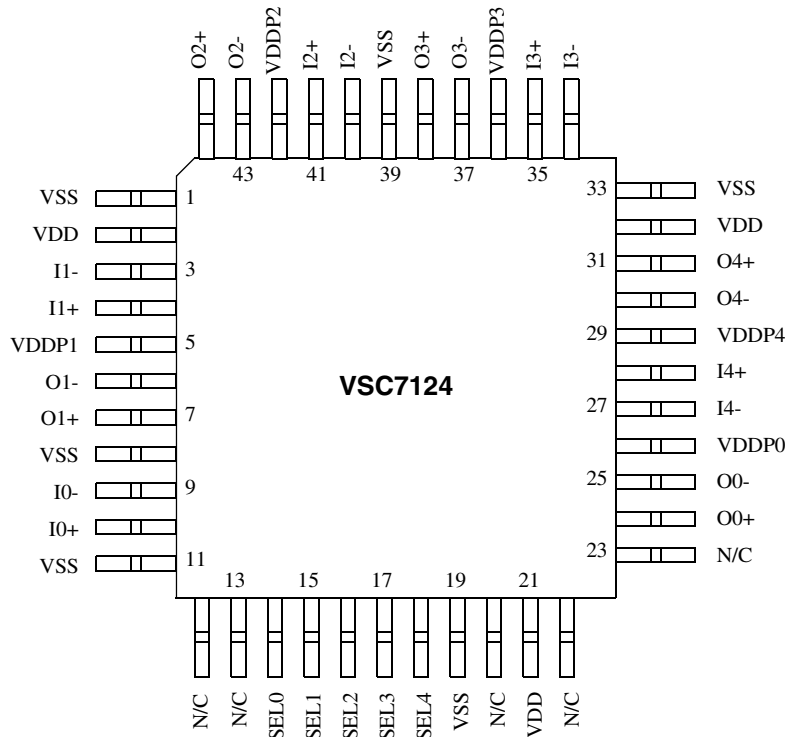 O2+ O2- VDDP2 I2+ I2- VSS O3+ O3- VDDP3 I3+ I3-
43 41 39 37 35
VSS 1 33 VSS
VDD VDD
I1- 3 31 O4+
I1+ O4-
VDDP1 5 29 VDDP4
O1- VSC7124 I4+
O1+ 7 27 I4-
VSS VDDP0
I0- 9 25 O0-
I0+ O0+
VSS 11 23 N/C
13 15 17 19 21
N/C N/C SEL0 SEL1 SEL2 SEL3 SEL4 VSS N/C VDD N/C